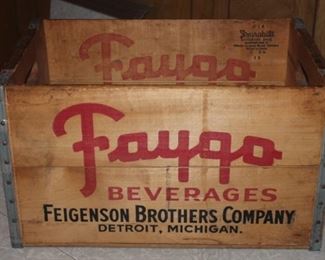 Faygo
Faygo
BEVERAGES
FEIGENSON BROTHERS COMPANY
DETROIT, MICHIGAN.